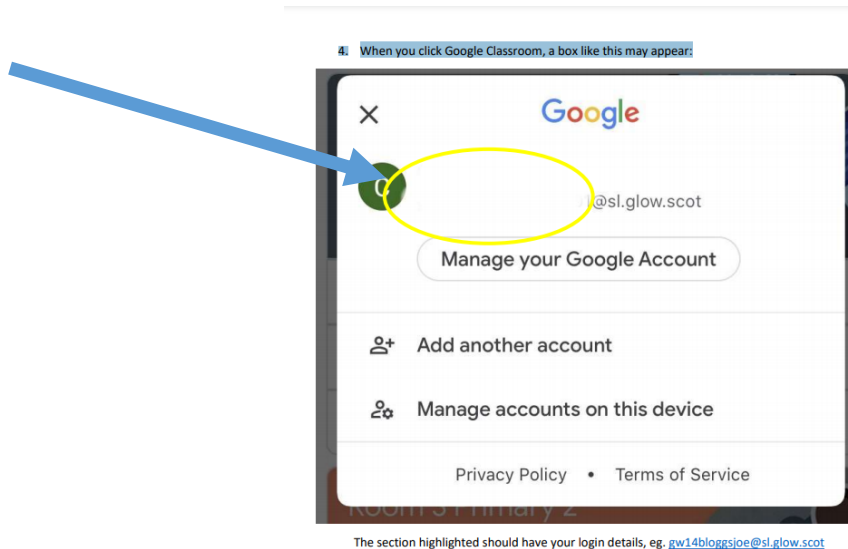 4. When you click Google Classroom, a box like this may appear:
Google
C
@sl.glow.scot
Manage your Google Account
Add another account
Manage accounts on this device
Privacy Policy • Terms of Service
Room 3 Primary 2
The section highlighted should have your login details, eg. gw14bloggsjoe@sl.glow.scot